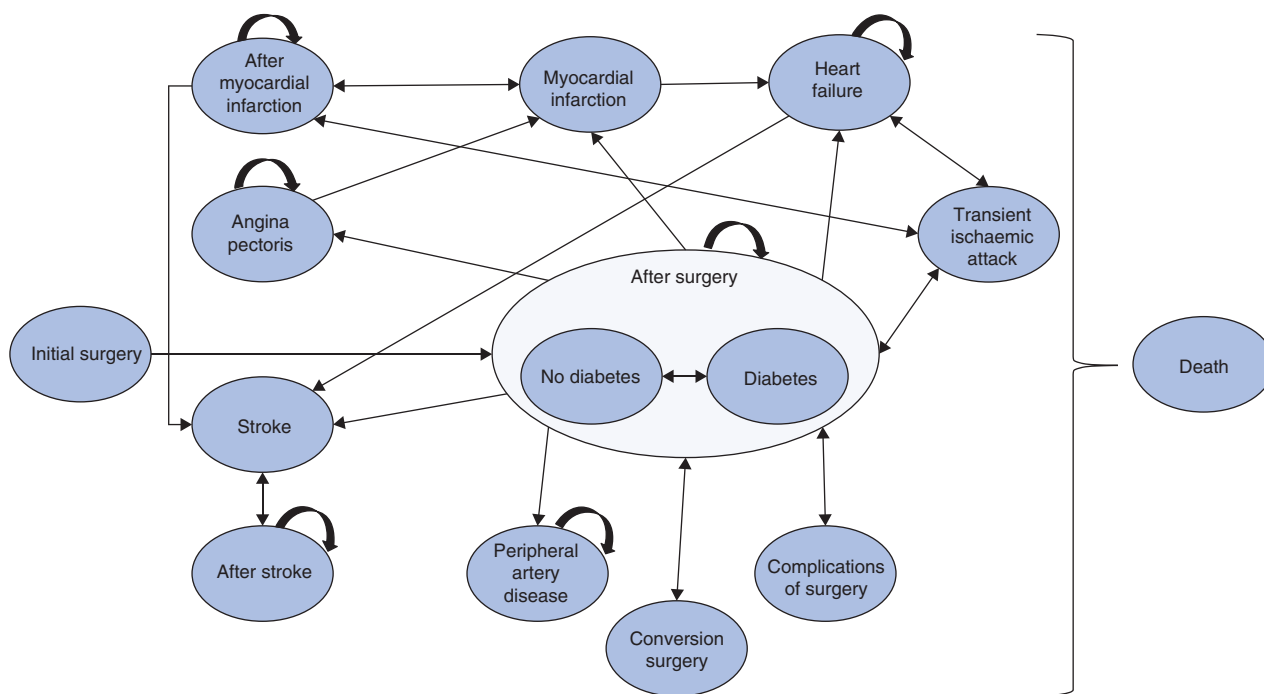 After
myocardial
infarction
Myocardial
infarction
Heart
failure
Angina
pectoris
Transient
ischaemic
attack
After surgery
Initial surgery
No diabetes
Diabetes
Death
Stroke
After stroke
Peripheral
artery
disease
Complications
of surgery
Conversion
surgery